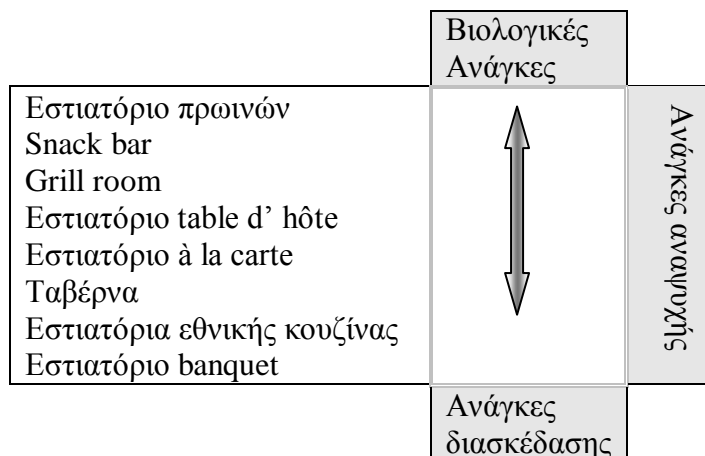 Βιολογικές
Ανάγκες
Εστιατόριο πρωινών
Snack bar
Grill room
Εστιατόριο table d’ hôte
Εστιατόριο à la carte
Ταβέρνα
Εστιατόρια εθνικής κουζίνας
Εστιατόριο banquet
Ανάγκες αναψυχής
Ανάγκες
διασκέδασης